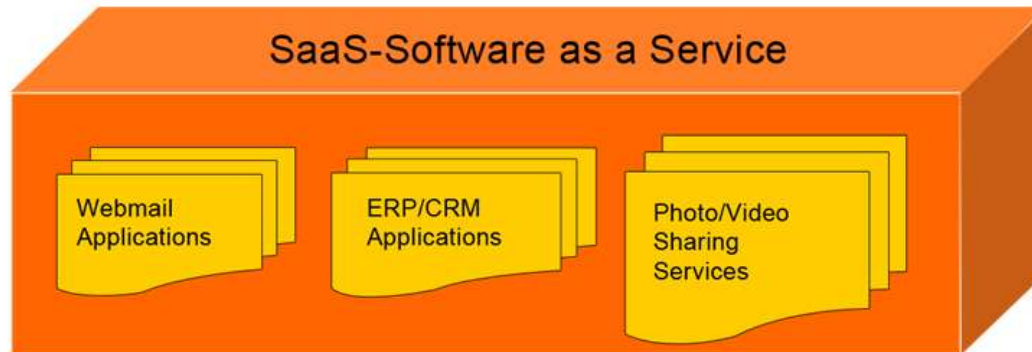 SaaS-Software as a Service
Webmail
Applications
ERP/CRM
Applications
Photo/Video
Sharing
Services